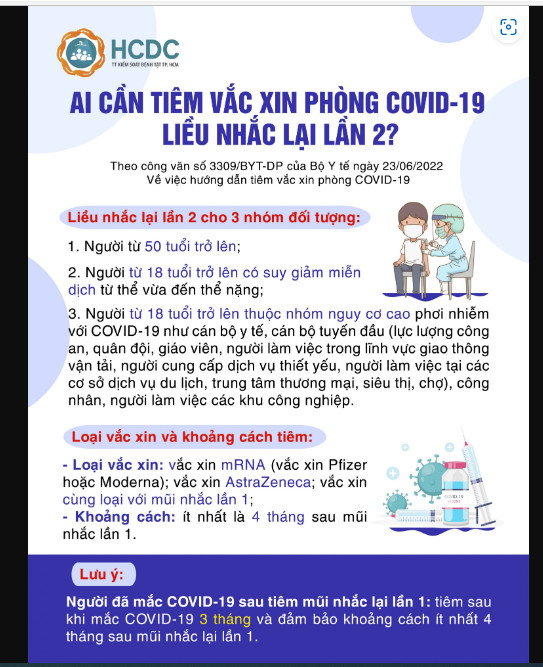 HCDC
TT KIỂM SOÁT BỆNH TẬT TP. HCM
AI CẦN TIÊM VẮC XIN PHÒNG COVID-19
LIỀU NHẮC LẠI LẦN 2?
Theo công văn số 3309/BYT-DP của Bộ Y tế ngày 23/06/2022
Về việc hướng dẫn tiêm vắc xin phòng COVID-19
Liều nhắc lại lần 2 cho 3 nhóm đối tượng:
1. Người từ 50 tuổi trở lên;
2. Người từ 18 tuổi trở lên có suy giảm miễn
dịch từ thể vừa đến thể nặng;
3. Người từ 18 tuổi trở lên thuộc nhóm nguy cơ cao phơi nhiễm
với COVID-19 như cán bộ y tế, cán bộ tuyến đầu (lực lượng công
an, quân đội, giáo viên, người làm việc trong lĩnh vực giao thông
vận tải, người cung cấp dịch vụ thiết yếu, người làm việc tại các
cơ sở dịch vụ du lịch, trung tâm thương mại, siêu thị, chợ), công
nhân, người làm việc các khu công nghiệp.
Loại vắc xin và khoảng cách tiêm:
- Loại vắc xin: vắc xin mRNA (vắc xin Pfizer
hoặc Moderna); vắc xin AstraZeneca; vắc xin
cùng loại với mũi nhắc lần 1;
- Khoảng cách: ít nhất là 4 tháng sau mũi
nhắc lần 1.
COVID 19
Lưu ý:
Người đã mắc COVID-19 sau tiêm mũi nhắc lại lần 1: tiêm sau
khi mắc COVID-19 3 tháng và đảm bảo khoảng cách ít nhất 4
tháng sau mũi nhắc lại lần 1.